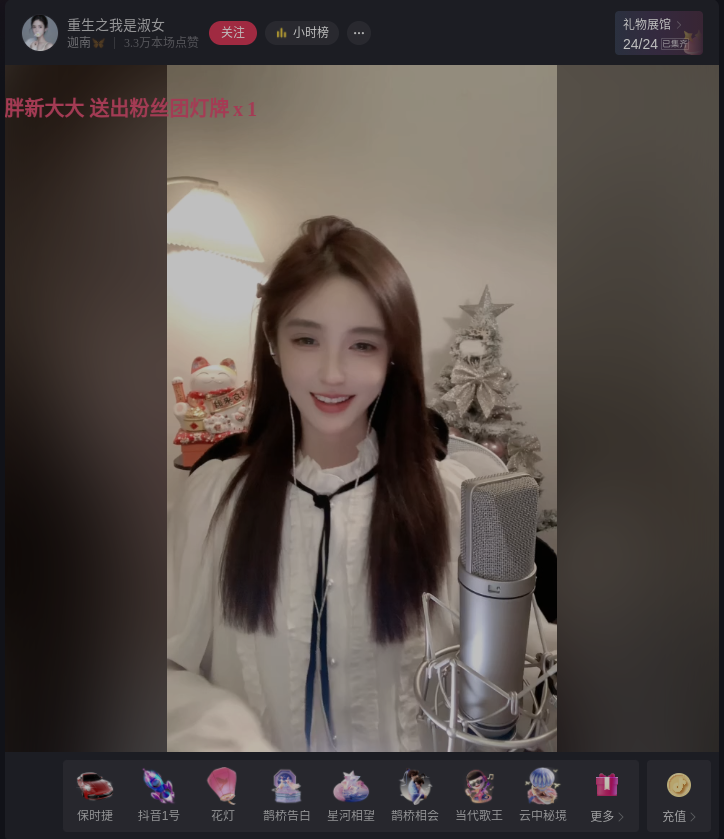 重生之我是淑女
迦南 | 3.3万本场点赞
关注
小时榜
礼物展馆
24/24 已集齐
胖新大大 送出粉丝团灯牌 x 1
保时捷
抖音1号
花灯
鹊桥告白
星河相望
鹊桥相会
当代歌王
云中秘境
更多
充值